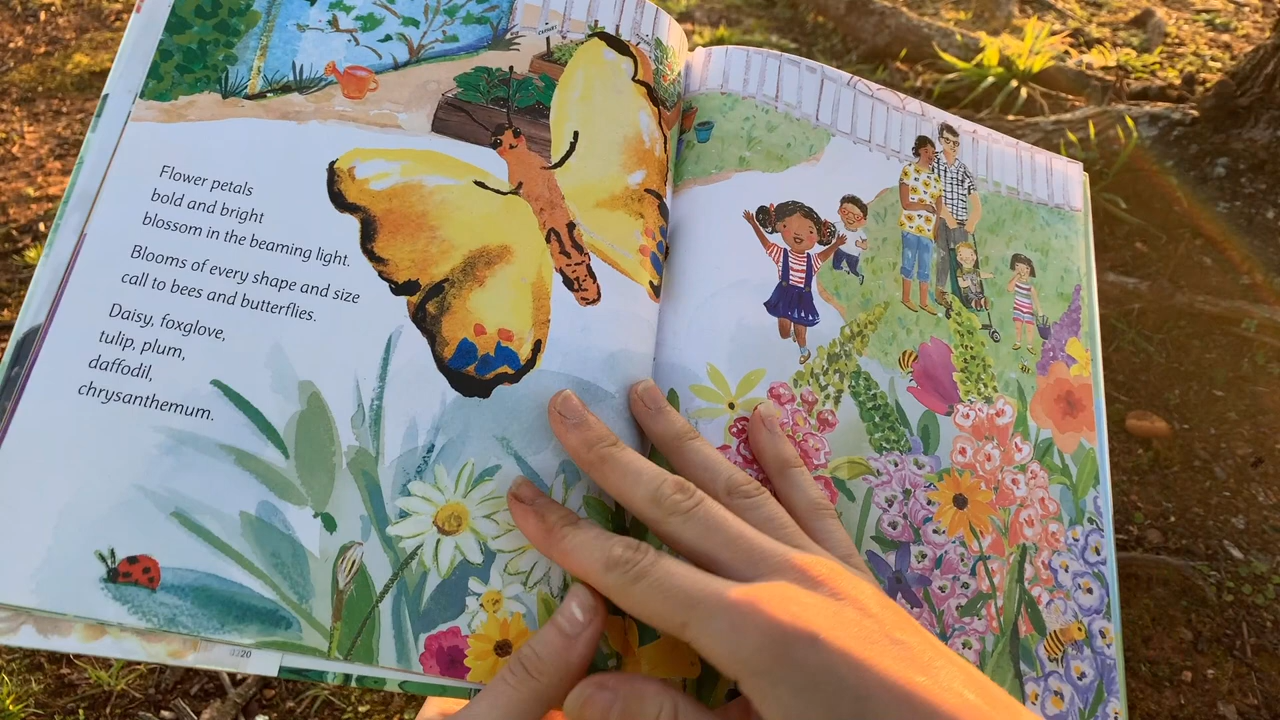 Flower petals
bold and bright
blossom in the beaming light.
Blooms of every shape and size
call to bees and butterflies.
Daisy, foxglove,
tulip, plum,
daffodil,
chrysanthemum.